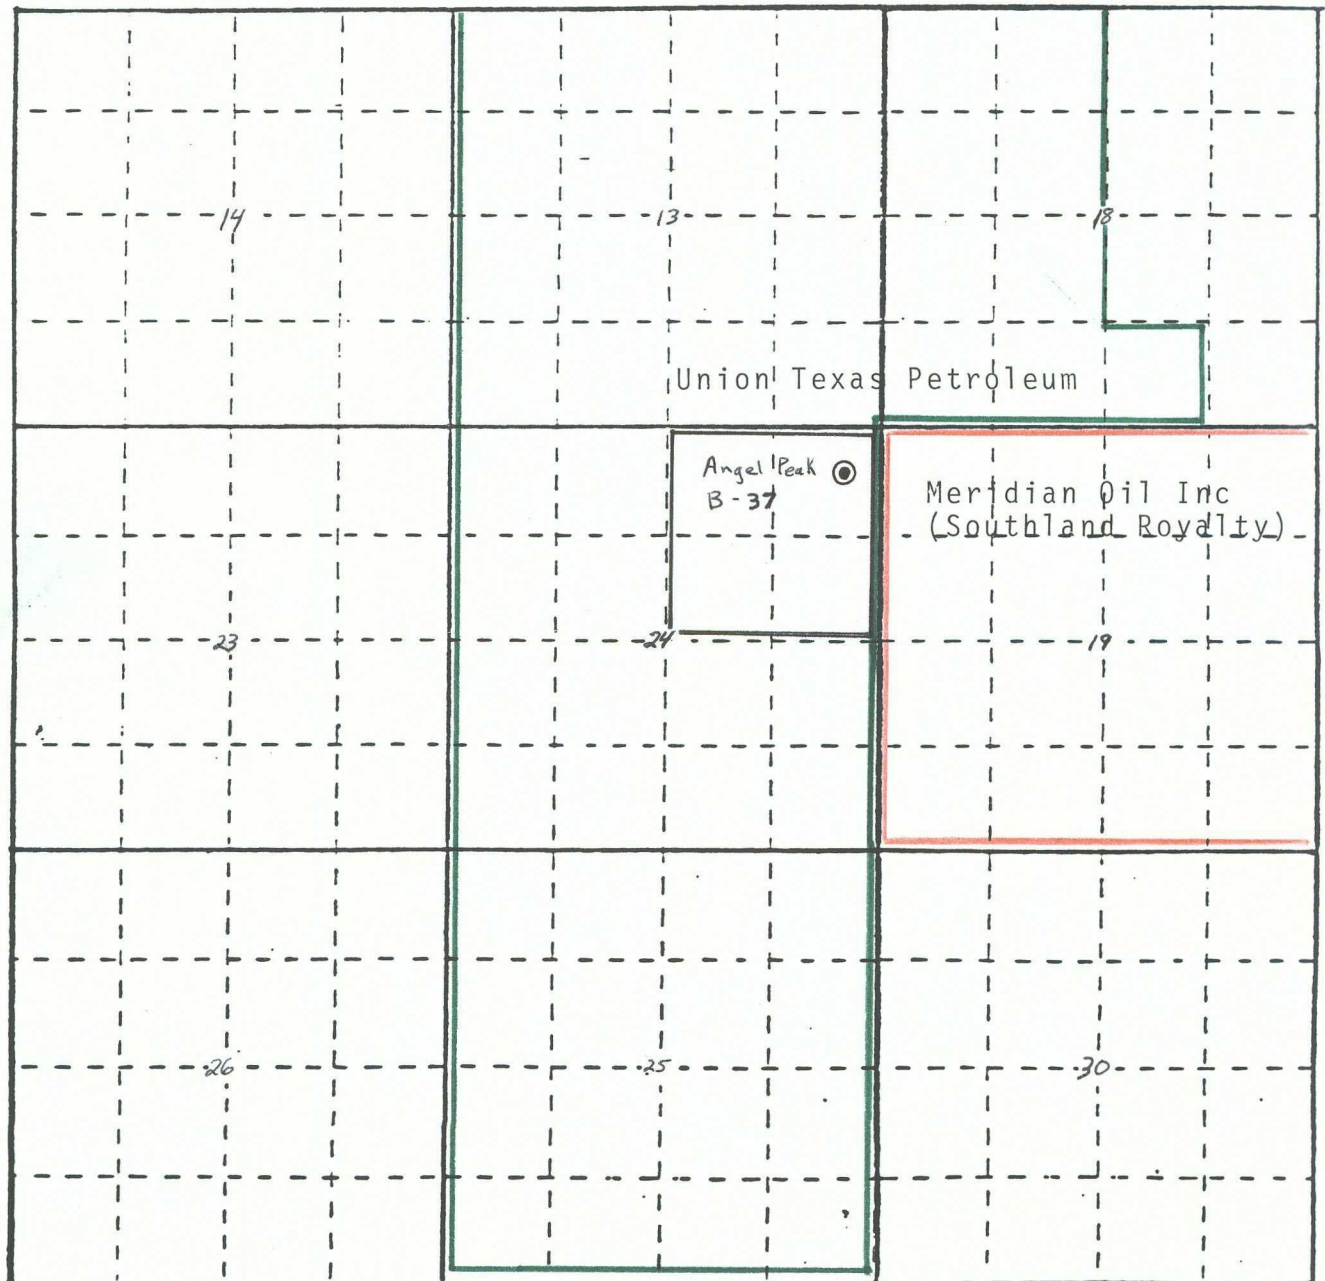 14
13
18
Union Texas Petroleum
Angel Peak
B-37
Meridian Oil Inc
(Southland Royalty)
23
24
19
26
25
30